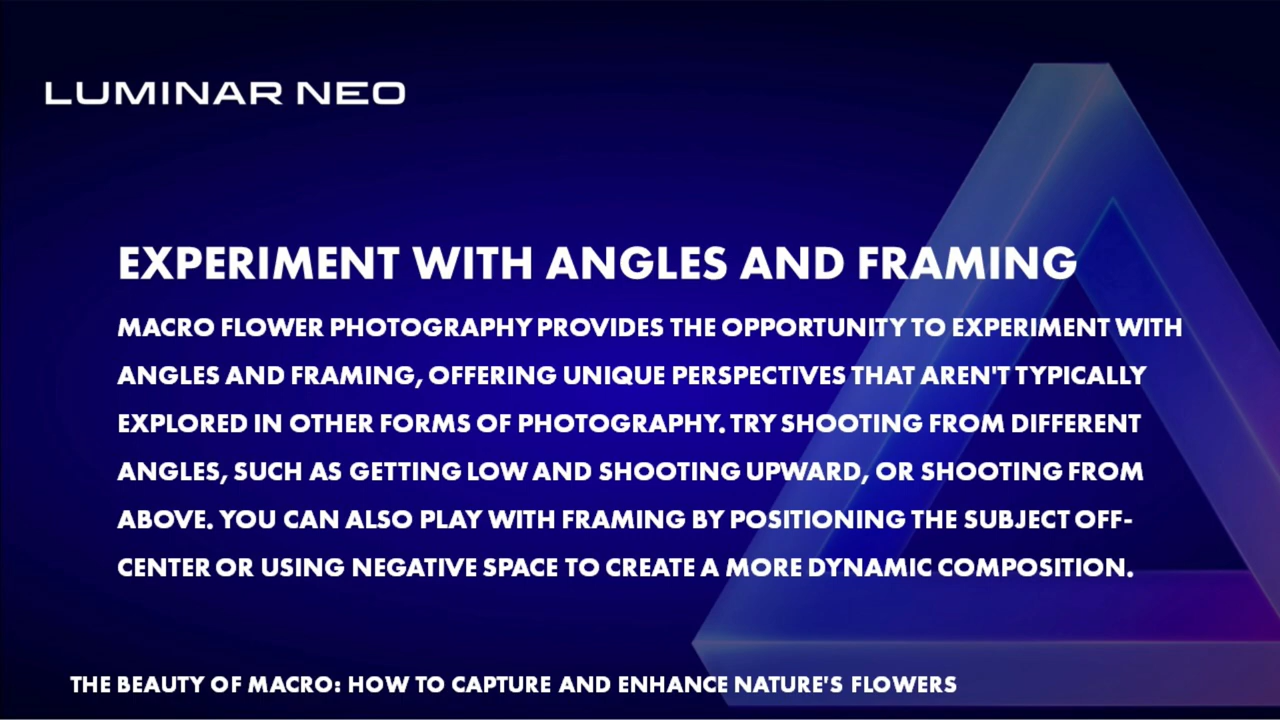 LUMINAR NEO
EXPERIMENT WITH ANGLES AND FRAMING
MACRO FLOWER PHOTOGRAPHY PROVIDES THE OPPORTUNITY TO EXPERIMENT WITH
ANGLES AND FRAMING, OFFERING UNIQUE PERSPECTIVES THAT AREN'T TYPICALLY
EXPLORED IN OTHER FORMS OF PHOTOGRAPHY. TRY SHOOTING FROM DIFFERENT
ANGLES, SUCH AS GETTING LOW AND SHOOTING UPWARD, OR SHOOTING FROM
ABOVE. YOU CAN ALSO PLAY WITH FRAMING BY POSITIONING THE SUBJECT OFF-
CENTER OR USING NEGATIVE SPACE TO CREATE A MORE DYNAMIC COMPOSITION.
THE BEAUTY OF MACRO: HOW TO CAPTURE AND ENHANCE NATURE'S FLOWERS